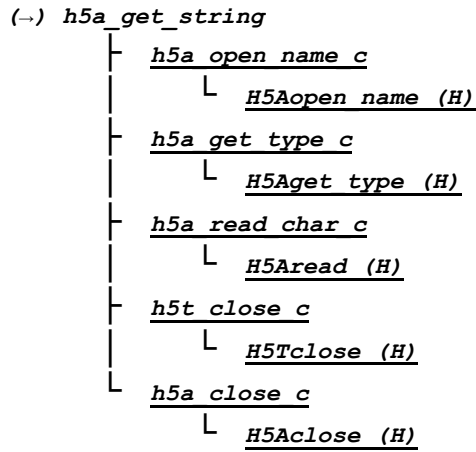 (→) h5a_get_string
├ h5a_open_name_c
│ └ H5Aopen_name (H)
├ h5a_get_type_c
│ └ H5Aget_type (H)
├ h5a_read_char_c
│ └ H5Aread (H)
├ h5t_close_c
│ └ H5Tclose (H)
└ h5a_close_c
└ H5Aclose (H)